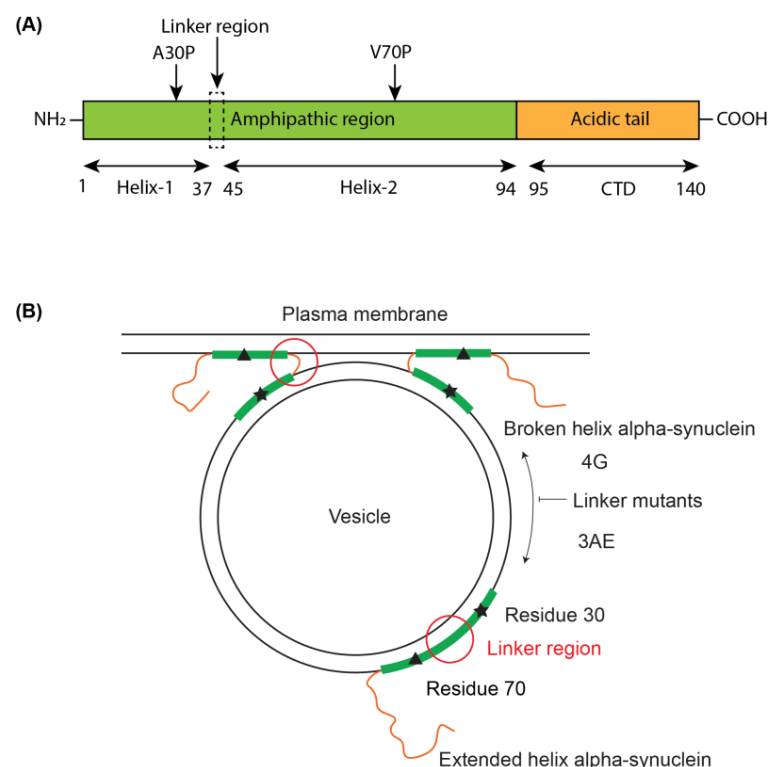 (A)
Linker region
A30P
V70P
NH₂
Amphipathic region
Acidic tail
COOH
1
Helix-1
37
45
Helix-2
94
95
CTD
140
(B)
Plasma membrane
Broken helix alpha-synuclein
4G
Vesicle
Linker mutants
3AE
Residue 30
Linker region
Residue 70
Extended helix alpha-synuclein